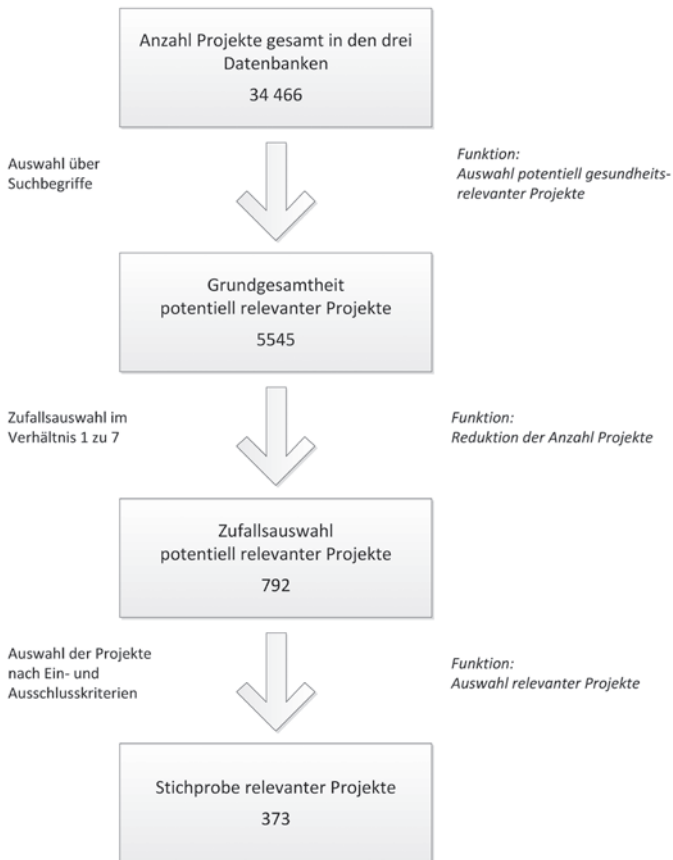 Anzahl Projekte gesamt in den drei
Datenbanken
34 466
Auswahl über
Suchbegriffe
Funktion:
Auswahl potentiell gesundheits-
relevanter Projekte
Grundgesamtheit
potentiell relevanter Projekte
5545
Zufallsauswahl im
Verhältnis 1 zu 7
Funktion:
Reduktion der Anzahl Projekte
Zufallsauswahl
potentiell relevanter Projekte
792
Auswahl der Projekte
nach Ein- und
Ausschlusskriterien
Funktion:
Auswahl relevanter Projekte
Stichprobe relevanter Projekte
373